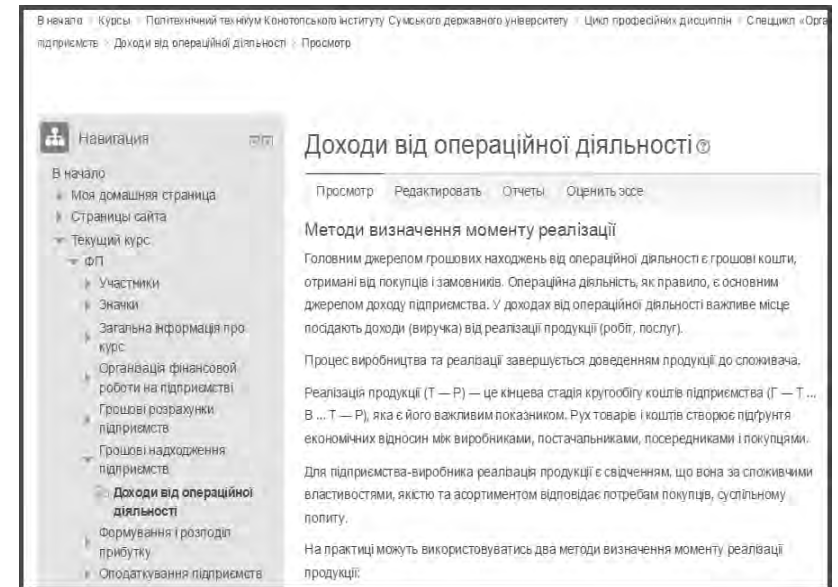 В начало Курсы Політехнічний технікум Конотопського інституту Сумського державного університету Цикл професійних дисциплін Спеццикл «Орга
підприємств Доходи від операційної діяльності Просмотр
Навигация
В начало
Моя домашняя страница
Страницы сайта
Текущий курс
ФП
Участники
Значки
Загальна інформація про
курс
Організація фінансовой
роботи на підприємстві
Грошові розрахунки
підприємств
Грошові надходження
підприємств
Доходи від операційної
діяльності
Формування і розподіл
прибутку
Оподаткування підприємств
Доходи від операційної діяльності
Просмотр Редактировать Отчеты Оценить эссе
Методи визначення моменту реалізації
Головним джерелом грошових находжень від операційної діяльності є грошові кошти,
отримані від покупців і замовників. Операційна діяльність, як правило, є основним
джерелом доходу підприємства. У доходах від операційної діяльності важливе місце
посідають доходи (виручка) від реалізації продукції (робіт, послуг).
Процес виробництва та реалізації завершується доведенням продукції до споживача.
Реалізація продукції (Т — Р) — це кінцева стадія кругообігу коштів підприємства (Г — Т ...
В ... Т — Р), яка є його важливим показником. Рух товарів і коштів створює підґрунтя
економічних відносин між виробниками, постачальниками, посередниками і покупцями.
Для підприємства-виробника реалізація продукції є свідченням, що вона за споживчими
властивостями, якістю та асортиментом відповідає потребам покупців, суспільному
попиту.
На практиці можуть використовуватись два методи визначення моменту реалізації
продукції: